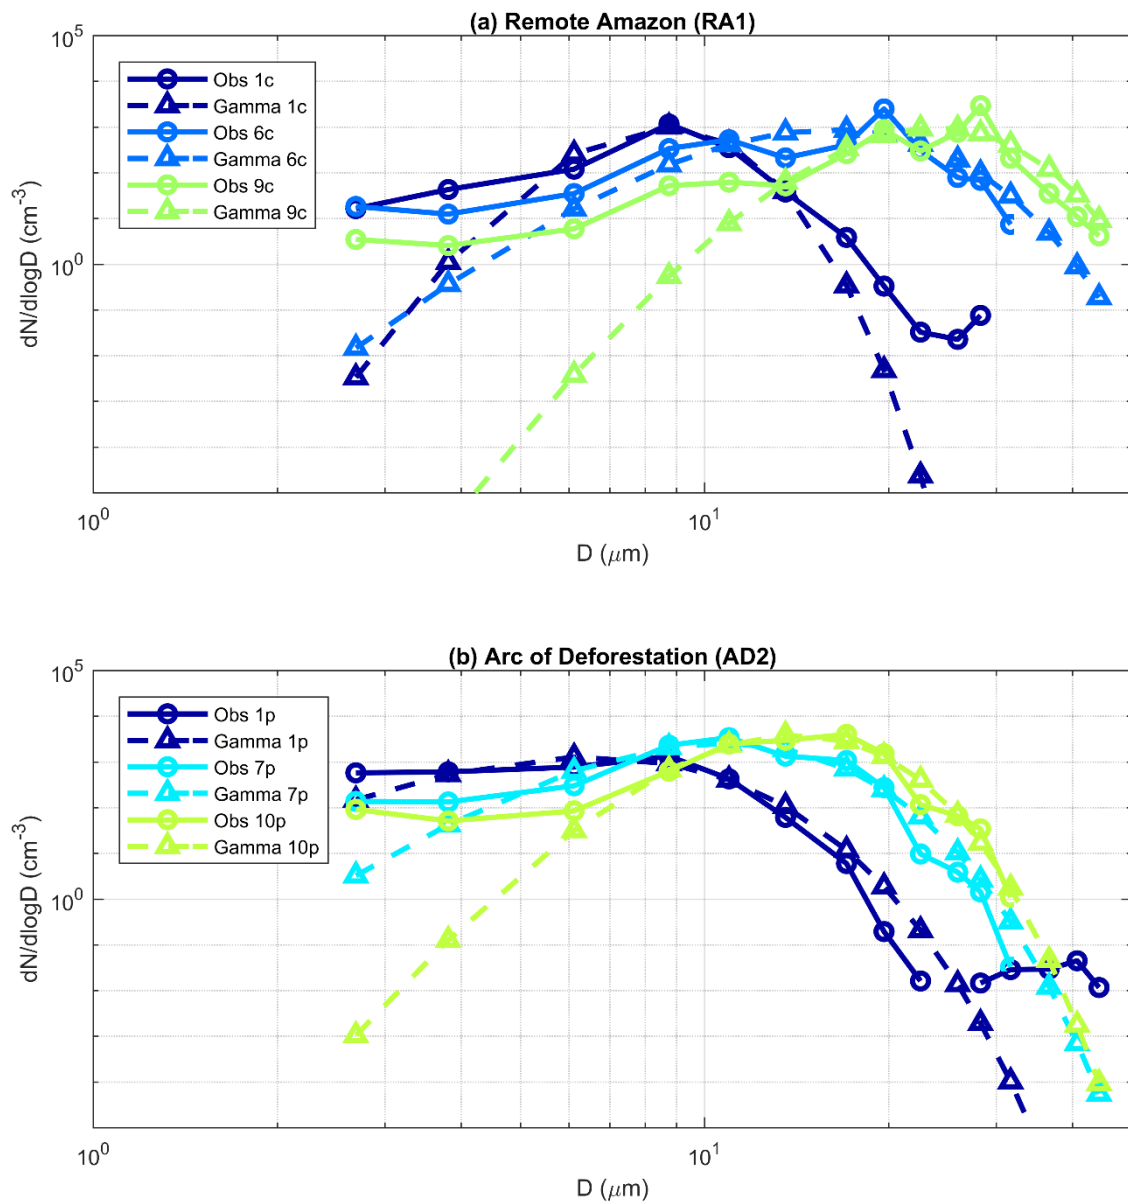 (a) Remote Amazon (RA1)
10^5
10^0
dN/dlogD (cm^-3)
Obs 1c
Gamma 1c
Obs 6c
Gamma 6c
Obs 9c
Gamma 9c
10^0
10^1
D (μm)
(b) Arc of Deforestation (AD2)
10^5
10^0
dN/dlogD (cm^-3)
Obs 1p
Gamma 1p
Obs 7p
Gamma 7p
Obs 10p
Gamma 10p
10^0
10^1
D (μm)